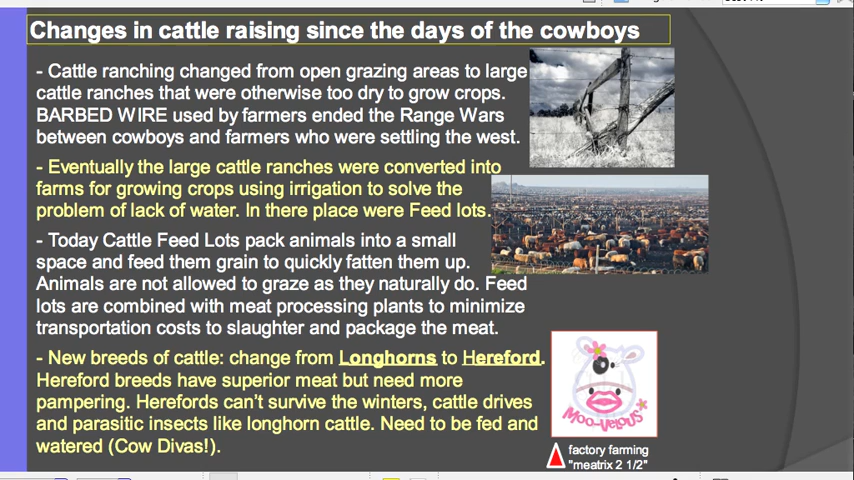 Changes in cattle raising since the days of the cowboys
- Cattle ranching changed from open grazing areas to large
cattle ranches that were otherwise too dry to grow crops.
BARBED WIRE used by farmers ended the Range Wars
between cowboys and farmers who were settling the west.
- Eventually the large cattle ranches were converted into
farms for growing crops using irrigation to solve the
problem of lack of water. In there place were Feed lots.
- Today Cattle Feed Lots pack animals into a small
space and feed them grain to quickly fatten them up.
Animals are not allowed to graze as they naturally do. Feed
lots are combined with meat processing plants to minimize
transportation costs to slaughter and package the meat.
- New breeds of cattle: change from Longhorns to Hereford.
Hereford breeds have superior meat but need more
pampering. Herefords can't survive the winters, cattle drives
and parasitic insects like longhorn cattle. Need to be fed and
watered (Cow Divas!).
Moo-velous
factory farming
"meatrix 2 1/2"